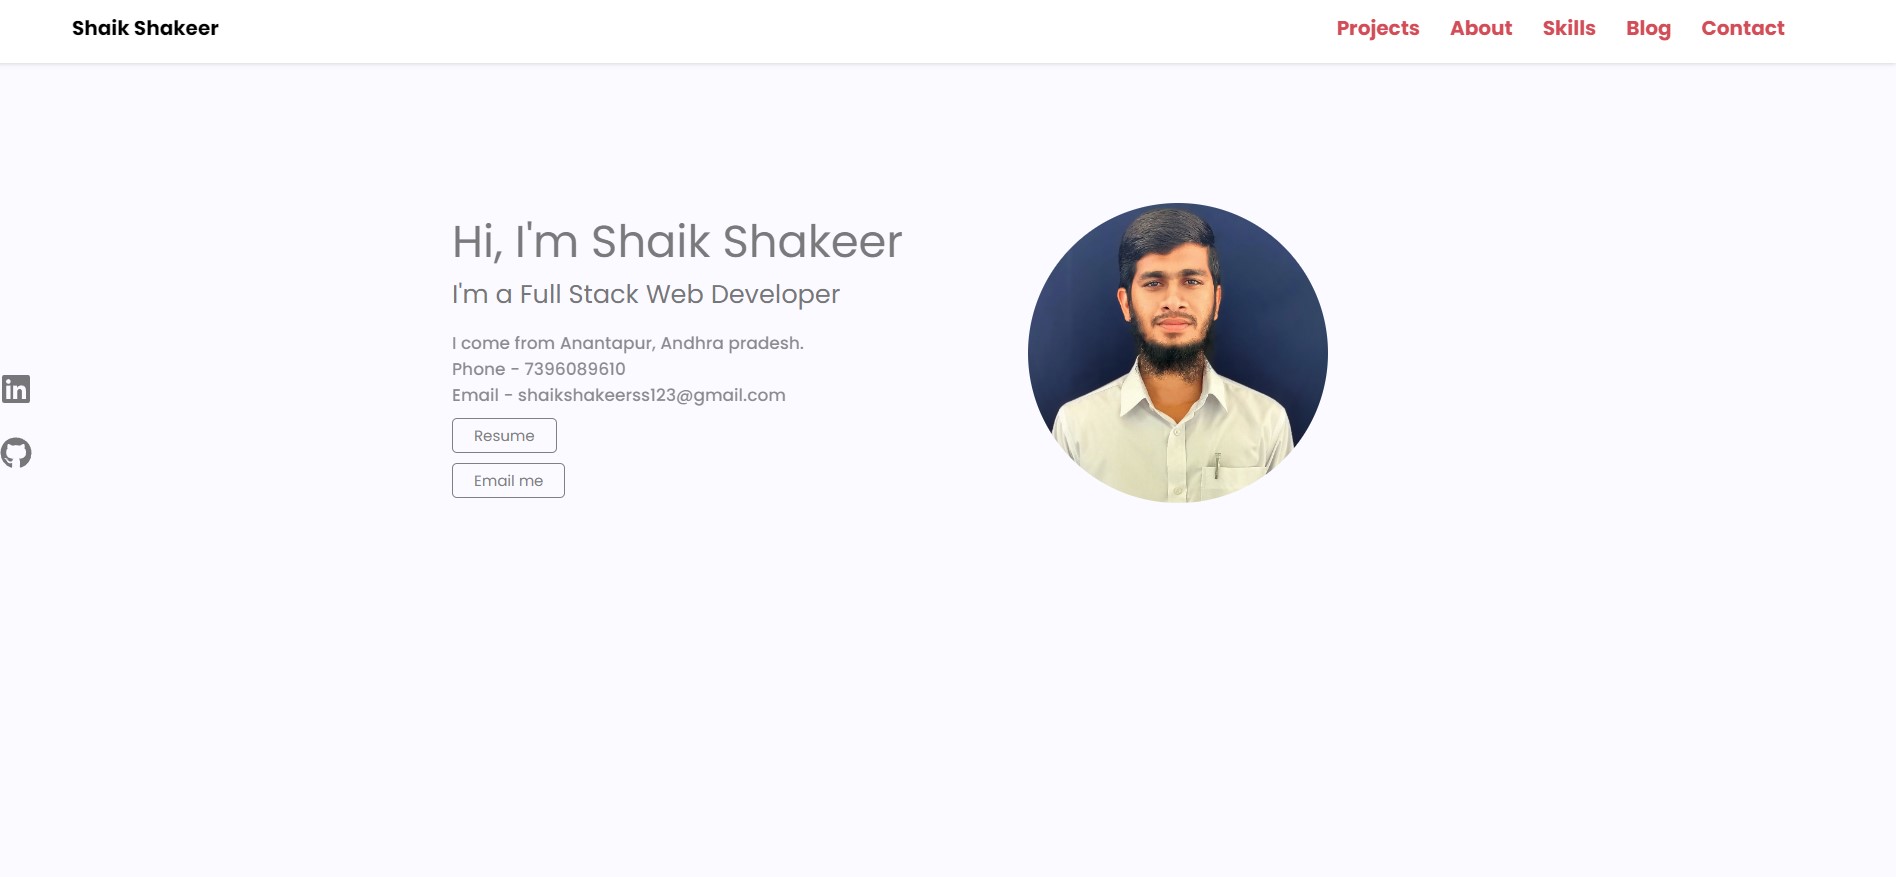 Shaik Shakeer
Projects About Skills Blog Contact
Hi, I'm Shaik Shakeer
I'm a Full Stack Web Developer
I come from Anantapur, Andhra pradesh.
Phone - 7396089610
Email - shaikshakeerss123@gmail.com
Resume
Email me
in